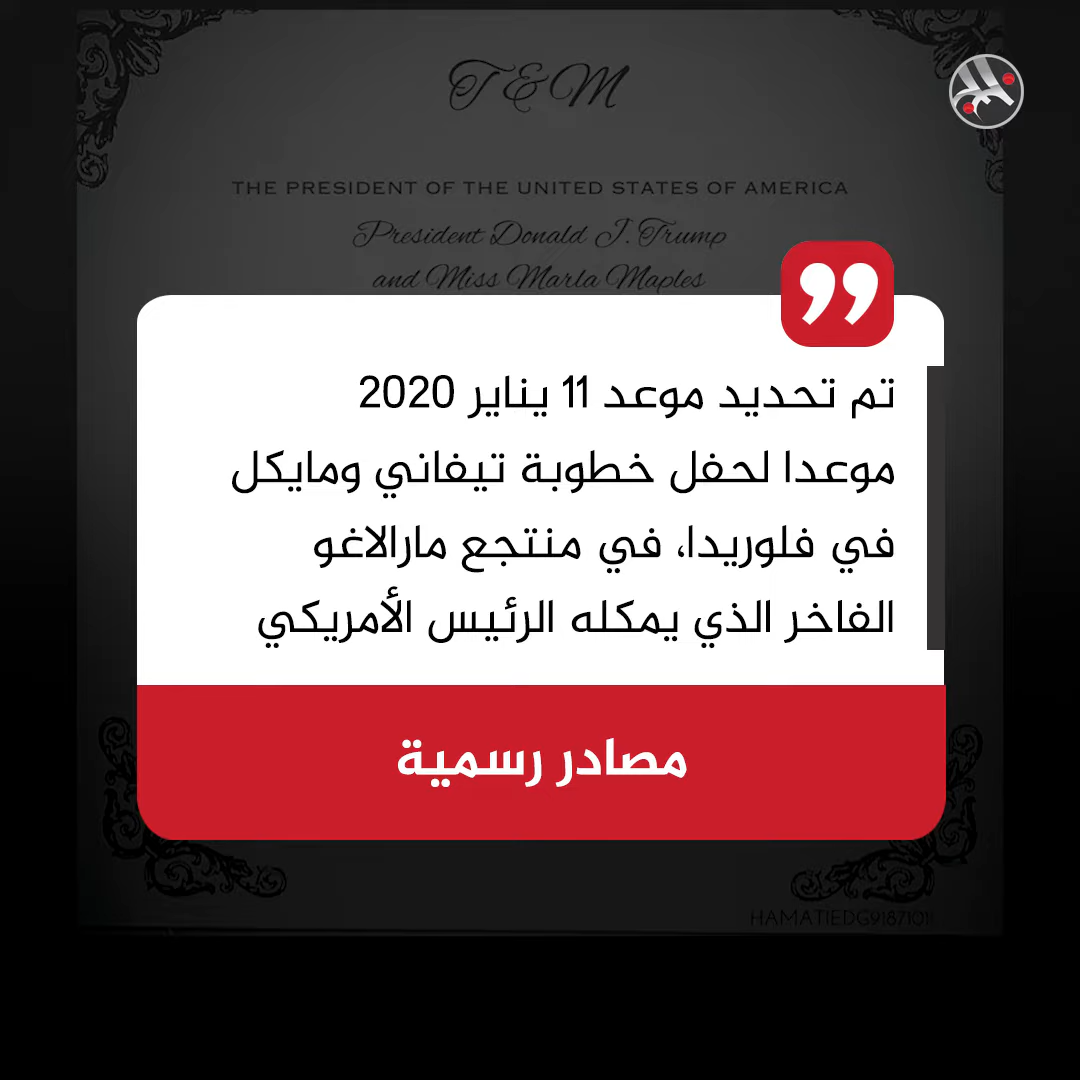 T & M
THE PRESIDENT OF THE UNITED STATES OF AMERICA
President Donald J. Trump
and Miss Marla Maples
تم تحديد موعد 11 يناير 2020
موعدا لحفل خطوبة تيفاني ومايكل
في فلوريدا، في منتجع مارالاغو
الفاخر الذي يمكله الرئيس الأمريكي
مصادر رسمية
HAMATIEDG9187101